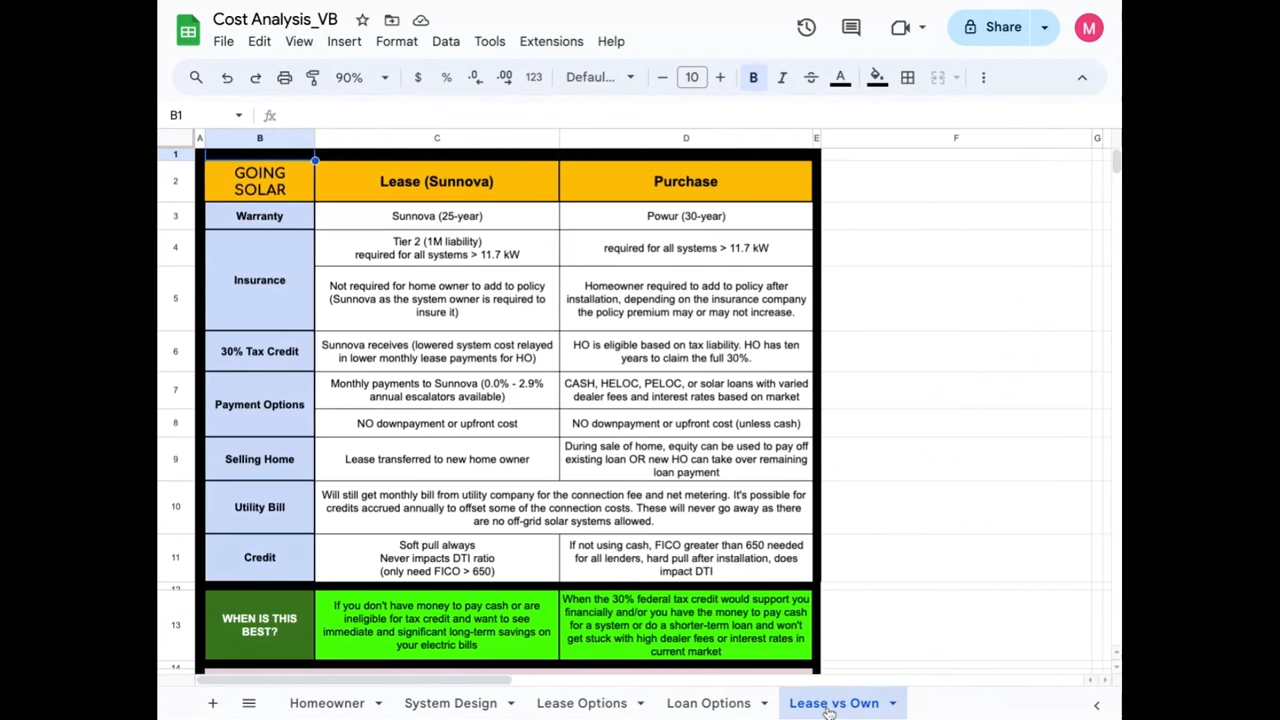 Cost Analysis_VB
File Edit View Insert Format Data Tools Extensions Help
Share
M
90% $ % .0 .00 123 Defaul... 10 B I A
B1 fx
A B C D E F G
1
2 GOING SOLAR Lease (Sunnova) Purchase
3 Warranty Sunnova (25-year) Powur (30-year)
Insurance
4 Tier 2 (1M liability)
required for all systems > 11.7 kW
required for all systems > 11.7 kW
5 Not required for home owner to add to policy
(Sunnova as the system owner is required to
insure it)
Homeowner required to add to policy after
installation, depending on the insurance company
the policy premium may or may not increase.
6 30% Tax Credit
Sunnova receives (lowered system cost relayed
in lower monthly lease payments for HO)
HO is eligible based on tax liability. HO has ten
years to claim the full 30%.
Payment Options
7 Monthly payments to Sunnova (0.0% - 2.9%
annual escalators available)
CASH, HELOC, PELOC, or solar loans with varied
dealer fees and interest rates based on market
8 NO downpayment or upfront cost
NO downpayment or upfront cost (unless cash)
9 Selling Home
Lease transferred to new home owner
During sale of home, equity can be used to pay off
existing loan OR new HO can take over remaining
loan payment
10 Utility Bill
Will still get monthly bill from utility company for the connection fee and net metering. It's possible for
credits accrued annually to offset some of the connection costs. These will never go away as there
are no off-grid solar systems allowed.
11 Credit
Soft pull always
Never impacts DTI ratio
(only need FICO > 650)
If not using cash, FICO greater than 650 needed
for all lenders, hard pull after installation, does
impact DTI
12
13 WHEN IS THIS
BEST?
If you don't have money to pay cash or are
ineligible for tax credit and want to see
immediate and significant long-term savings on
your electric bills
When the 30% federal tax credit would support you
financially and/or you have the money to pay cash
for a system or do a shorter-term loan and won't
get stuck with high dealer fees or interest rates in
current market
14
Homeowner System Design Lease Options Loan Options Lease vs Own